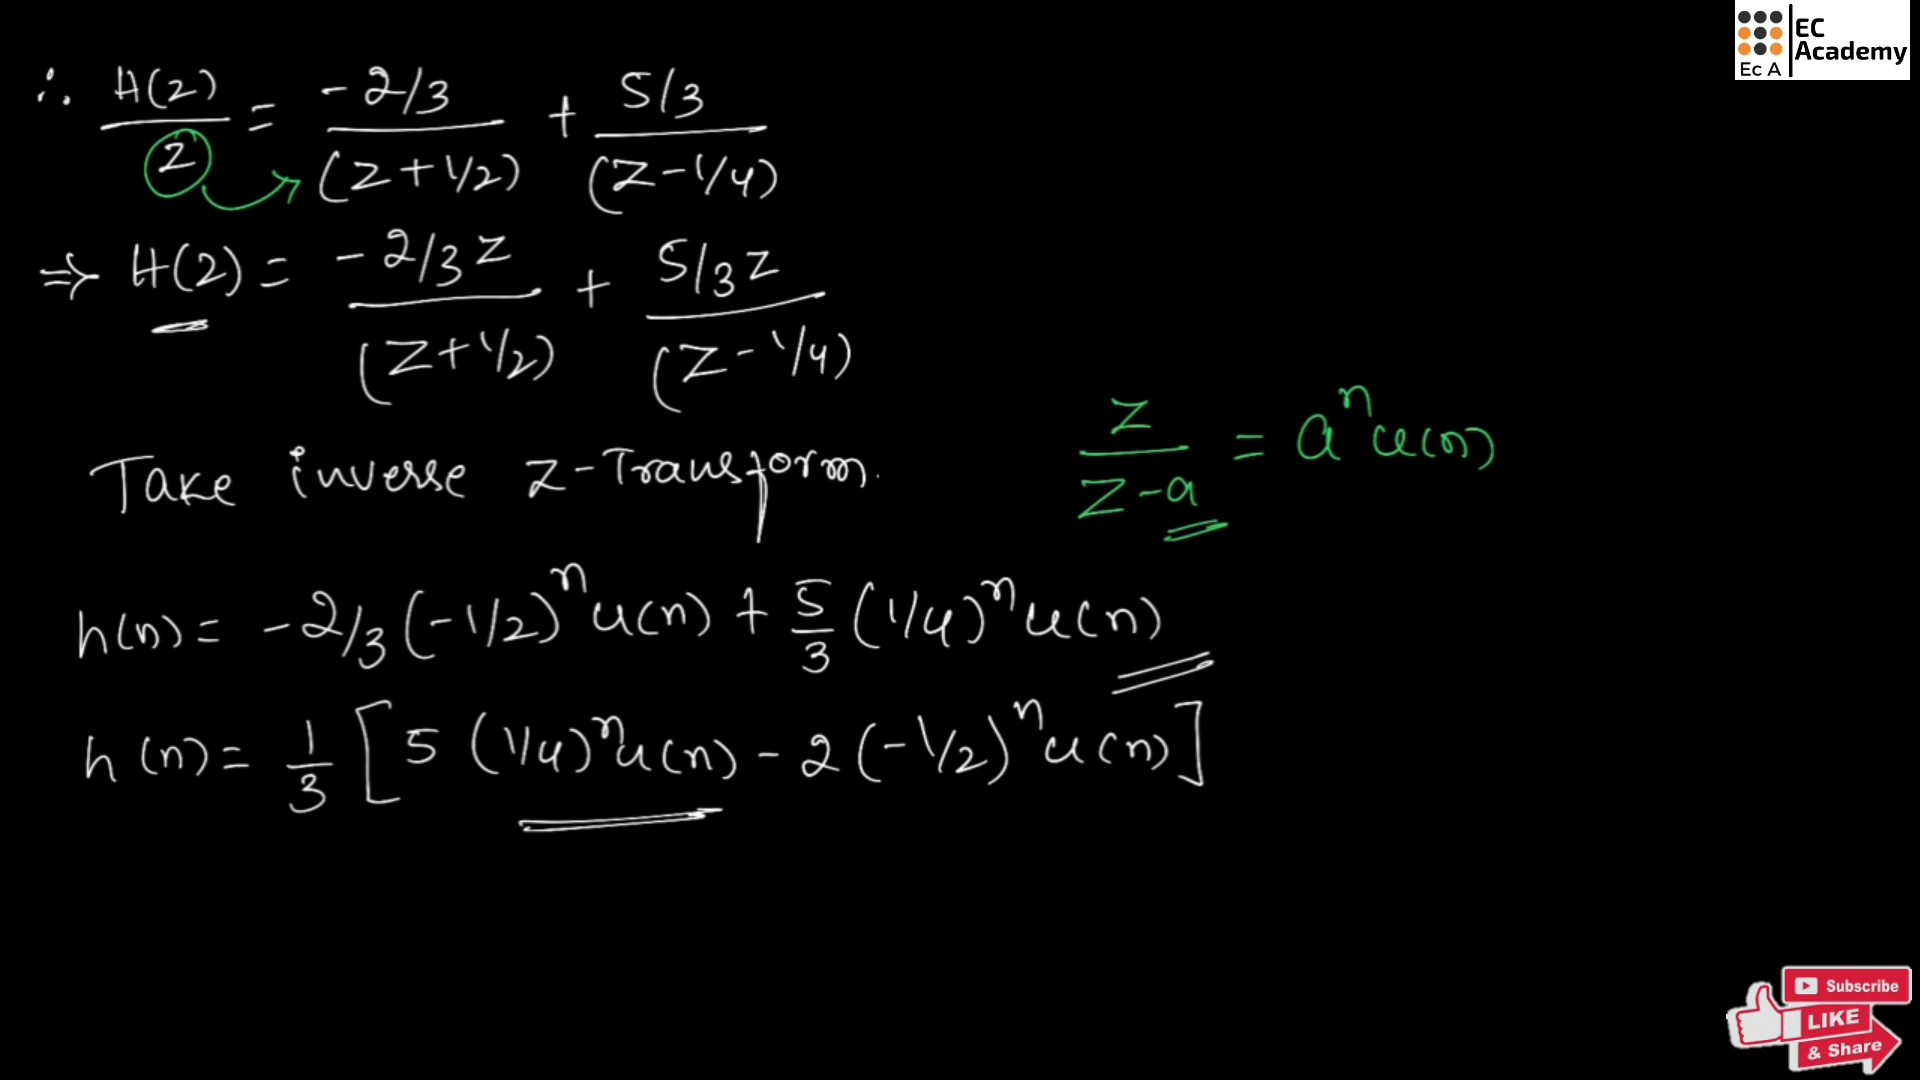 ∴ H(z)/z = -2/3/(z+1/2) + 5/3/(z-1/4)
⇒ H(z) = -2/3 z/(z+1/2) + 5/3 z/(z-1/4)
z/z-a = aⁿu(n)
Take inverse z-Transform.
h(n) = -2/3 (-1/2)ⁿ u(n) + 5/3 (1/4)ⁿ u(n)
h(n) = 1/3 [5 (1/4)ⁿ u(n) - 2 (-1/2)ⁿ u(n)]
EC
Academy
Ec A
Subscribe
LIKE
& Share